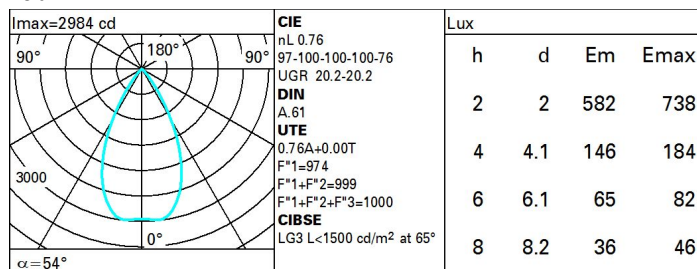 Imax=2984 cd
90°
180°
90°
3000
0°
α=54°
CIE
nL 0.76
97-100-100-100-76
UGR 20.2-20.2
DIN
A.61
UTE
0.76A+0.00T
F"1=974
F"1+F"2=999
F"1+F"2+F"3=1000
CIBSE
LG3 L<1500 cd/m² at 65°
Lux
h d Em Emax
2 2 582 738
4 4.1 146 184
6 6.1 65 82
8 8.2 36 46